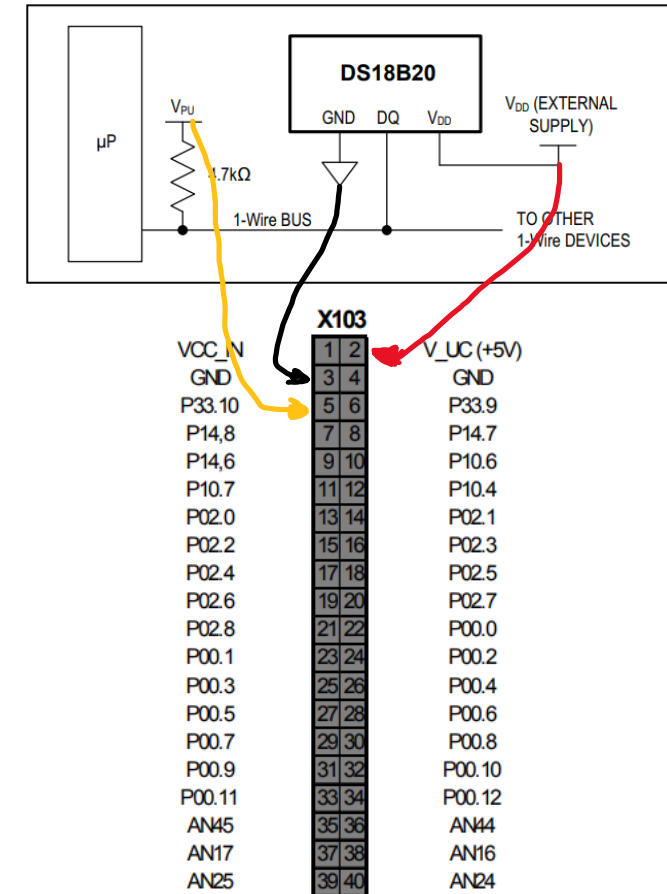 DS18B20
GND DQ VDD
VDD (EXTERNAL
SUPPLY)
VPU
µP
4.7kΩ
1-Wire BUS
TO OTHER
1-Wire DEVICES
X103
VCC_IN 1 2 V_UC (+5V)
GND 3 4 GND
P33.10 5 6 P33.9
P14,8 7 8 P14.7
P14,6 9 10 P10.6
P10.7 11 12 P10.4
P02.0 13 14 P02.1
P02.2 15 16 P02.3
P02.4 17 18 P02.5
P02.6 19 20 P02.7
P02.8 21 22 P00.0
P00.1 23 24 P00.2
P00.3 25 26 P00.4
P00.5 27 28 P00.6
P00.7 29 30 P00.8
P00.9 31 32 P00.10
P00.11 33 34 P00.12
AN45 35 36 AN44
AN17 37 38 AN16
AN25 39 40 AN24